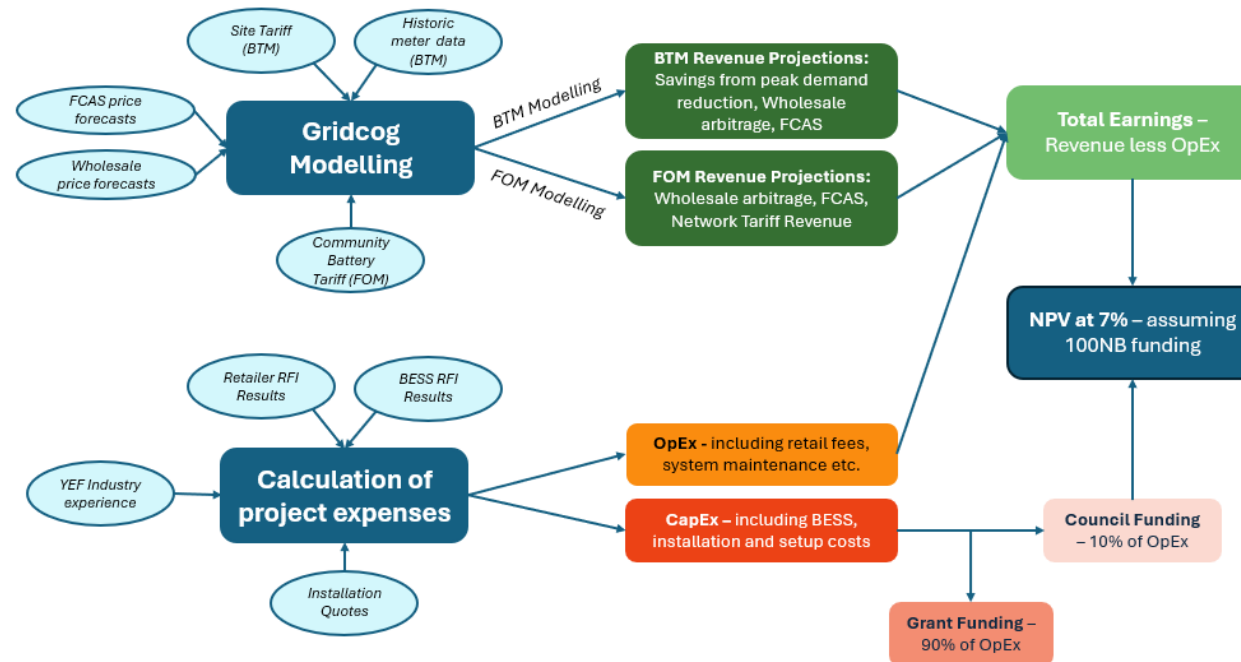 Site Tariff
(BTM)
Historic
meter data
(BTM)
FCAS price
forecasts
Wholesale
price forecasts
Gridcog
Modelling
Community
Battery
Tariff (FOM)
BTM Modelling
FOM Modelling
BTM Revenue Projections:
Savings from peak demand
reduction, Wholesale
arbitrage, FCAS
FOM Revenue Projections:
Wholesale arbitrage, FCAS,
Network Tariff Revenue
Total Earnings –
Revenue less OpEx
NPV at 7% – assuming
100NB funding
Retailer RFI
Results
BESS RFI
Results
YEF Industry
experience
Calculation of
project expenses
Installation
Quotes
OpEx - including retail fees,
system maintenance etc.
CapEx – including BESS,
installation and setup costs
Council Funding
– 10% of OpEx
Grant Funding –
90% of OpEx